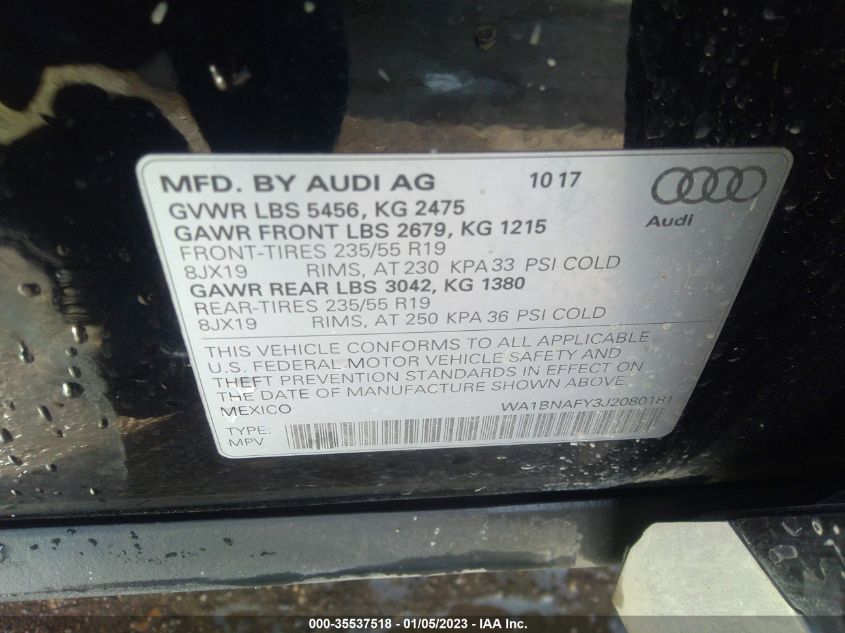 MFD. BY AUDI AG 10 17
GVWR LBS 5456, KG 2475
Audi
GAWR FRONT LBS 2679, KG 1215
FRONT-TIRES 235/55 R19
8JX19 RIMS, AT 230 KPA 33 PSI COLD
GAWR REAR LBS 3042, KG 1380
REAR-TIRES 235/55 R19
8JX19 RIMS, AT 250 KPA 36 PSI COLD
THIS VEHICLE CONFORMS TO ALL APPLICABLE
U.S. FEDERAL MOTOR VEHICLE SAFETY AND
THEFT PREVENTION STANDARDS IN EFFECT ON
THE DATE OF MANUFACTURE SHOWN ABOVE.
MEXICO WA1BNAFY3J2080181
TYPE:
MPV
000-35537518 - 01/05/2023 - IAA Inc.